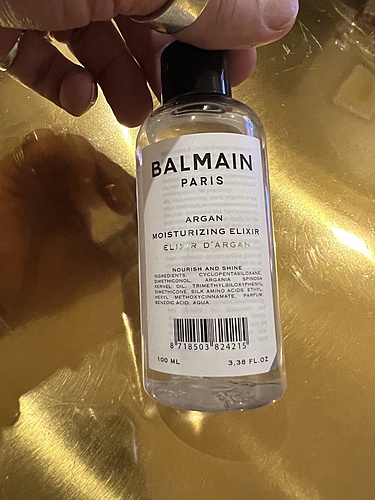 BALMAIN
PARIS
ARGAN
MOISTURIZING ELIXIR
ELIXIR D'ARGAN
NOURISH AND SHINE
INGREDIENTS: CYCLOPENTASILOXANE,
DIMETHICONOL, ARGANIA SPINOSA
KERNEL OIL, TRIMETHYLSILOXYPHENYL
DIMETHICONE, SILK AMINO ACIDS, ETHYL
HEXYL METHOXYCINNAMATE, PARFUM,
BENZOIC ACID, AQUA.
8 718503 824215
100 ML 3,38 FL.OZ